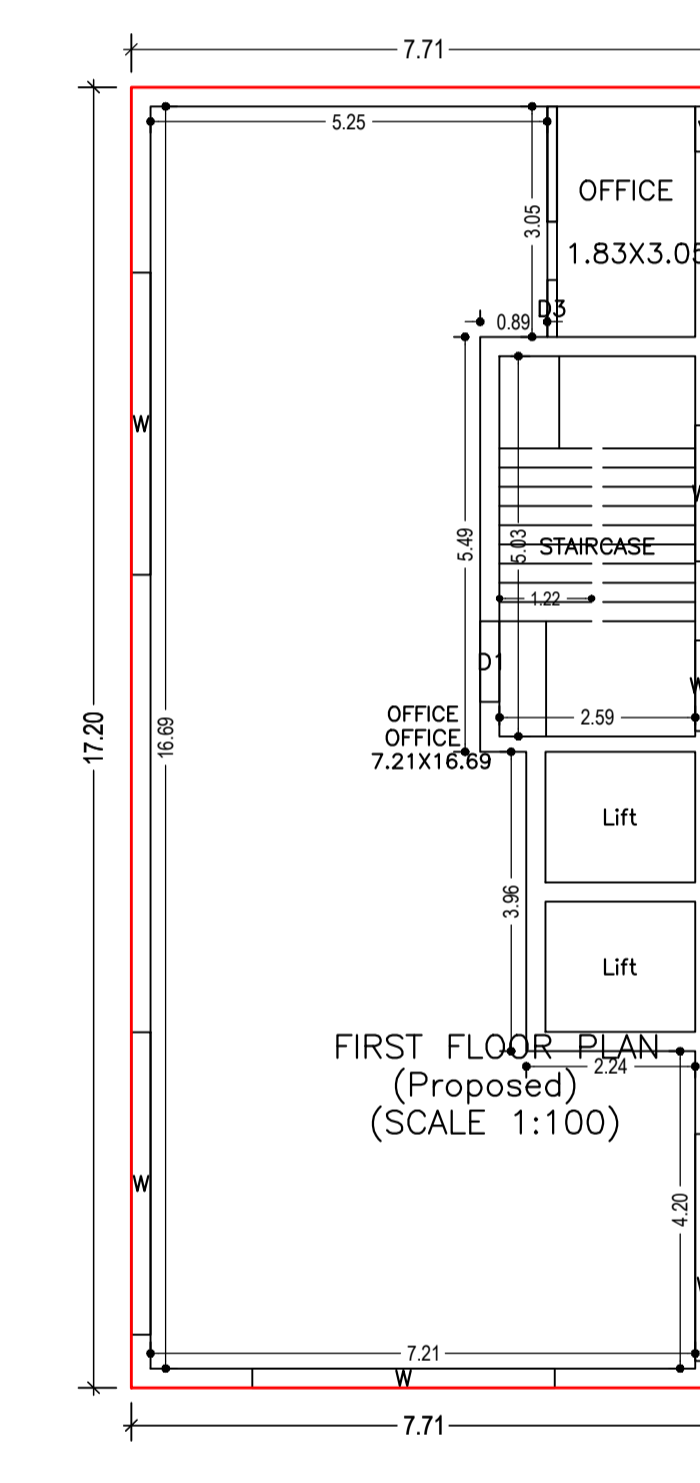 7.71
5.25
OFFICE
3.05
1.83X3.05
D3
0.89
W
5.49
5.03
STAIRCASE
1.22
D1
OFFICE
2.59
17.20
16.69
OFFICE
7.21X16.69
Lift
3.96
Lift
FIRST FLOOR PLAN
2.24
(Proposed)
(SCALE 1:100)
W
4.20
7.21
W
7.71